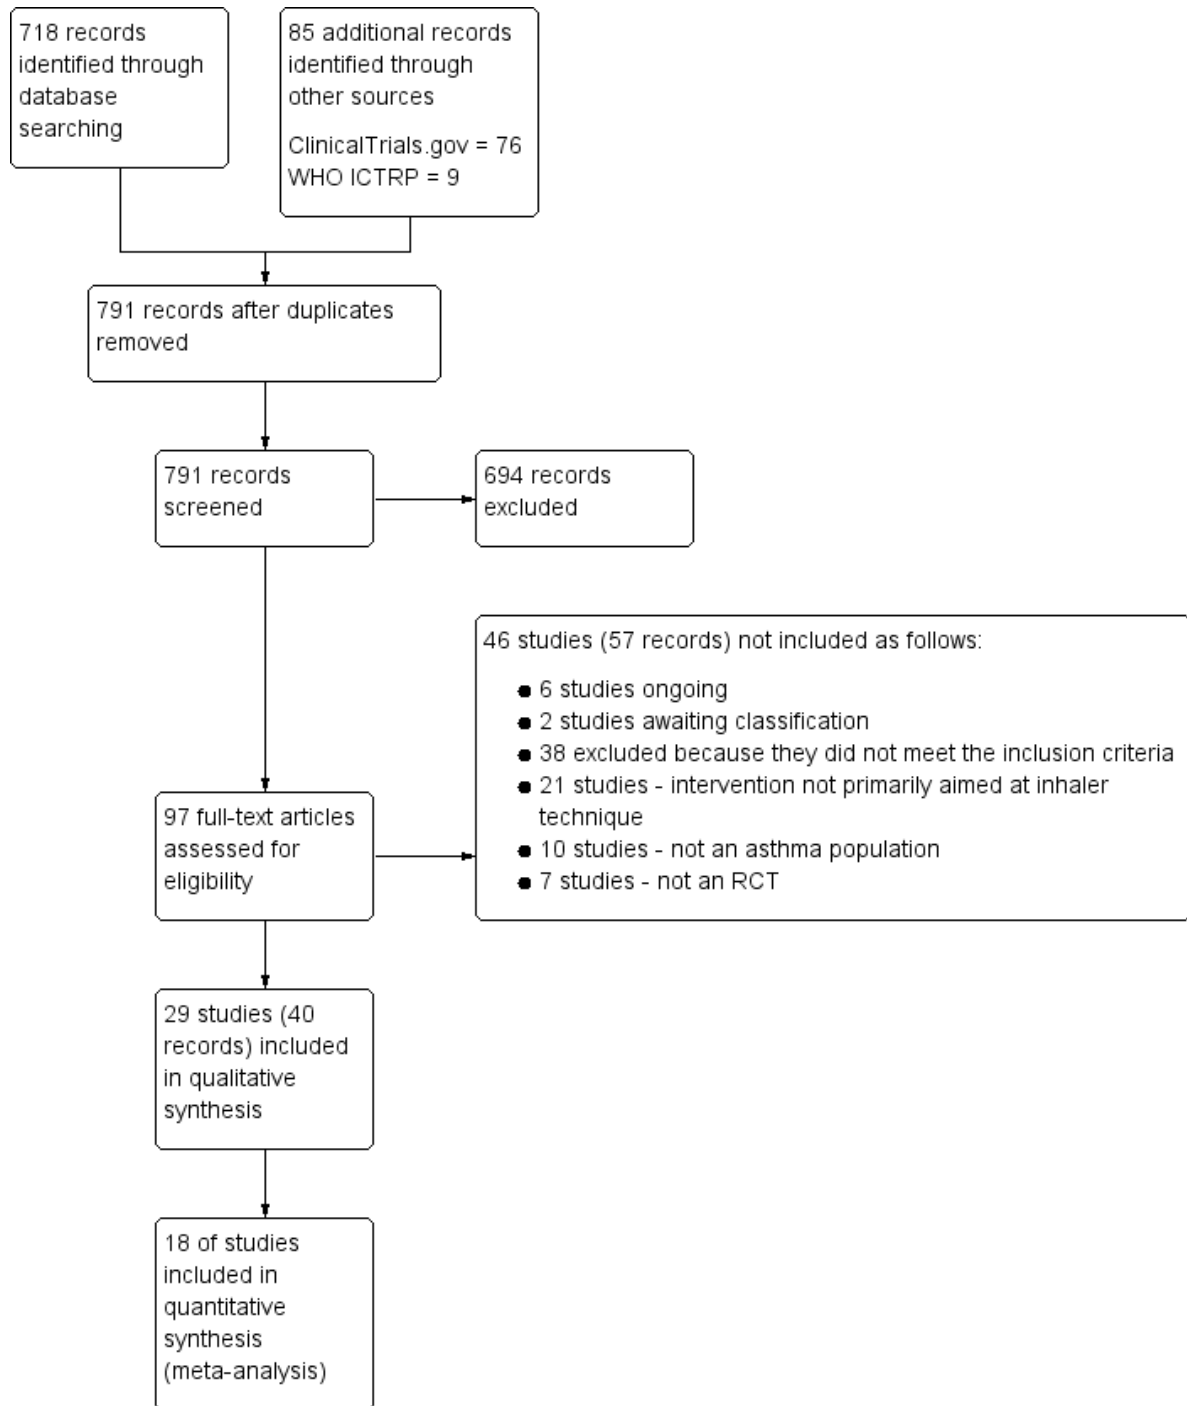 718 records
identified through
database
searching
85 additional records
identified through
other sources
ClinicalTrials.gov = 76
WHO ICTRP = 9
791 records after duplicates
removed
791 records
screened
694 records
excluded
97 full-text articles
assessed for
eligibility
46 studies (57 records) not included as follows:
● 6 studies ongoing
● 2 studies awaiting classification
● 38 excluded because they did not meet the inclusion criteria
● 21 studies - intervention not primarily aimed at inhaler
technique
● 10 studies - not an asthma population
● 7 studies - not an RCT
29 studies (40
records) included
in qualitative
synthesis
18 of studies
included in
quantitative
synthesis
(meta-analysis)